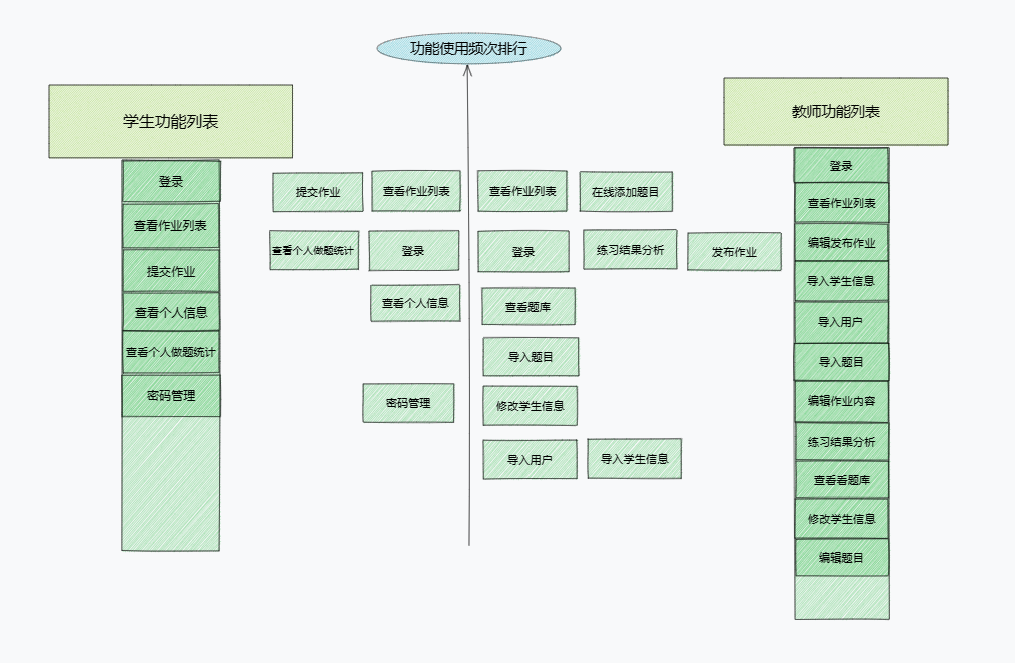 功能使用频次排行
学生功能列表
登录
查看作业列表
提交作业
查看个人信息
查看个人做题统计
密码管理
提交作业
查看作业列表
查看作业列表
在线添加题目
查看个人做题统计
登录
登录
练习结果分析
发布作业
查看个人信息
查看题库
导入题目
密码管理
修改学生信息
导入用户
导入学生信息
教师功能列表
登录
查看作业列表
编辑发布作业
导入学生信息
导入用户
导入题目
编辑作业内容
练习结果分析
查看看题库
修改学生信息
编辑题目